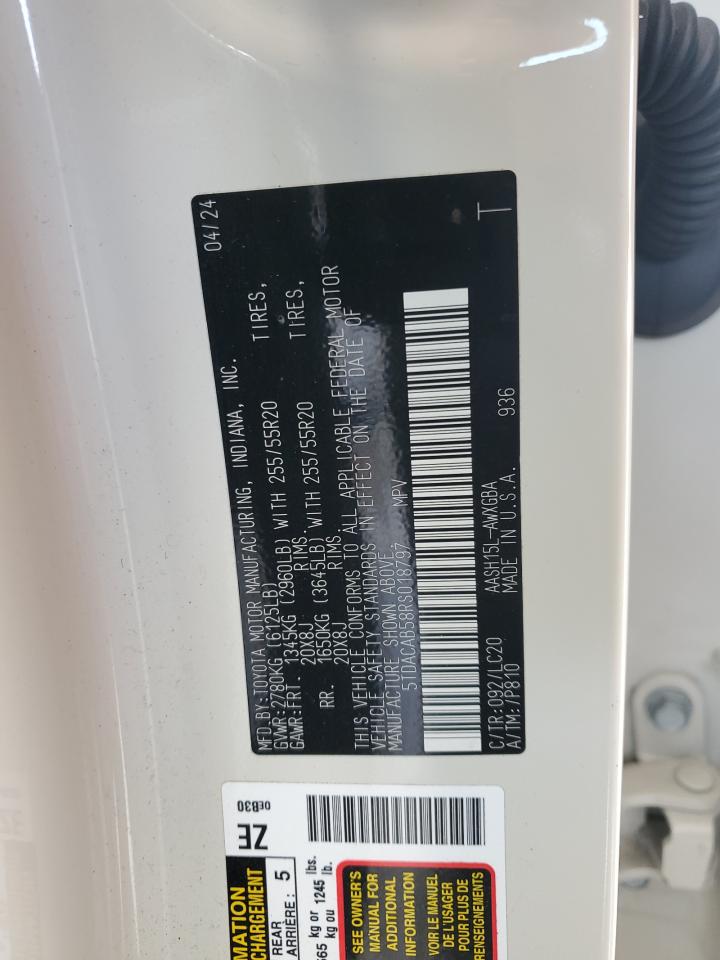 MFD.BY:TOYOTA MOTOR MANUFACTURING, INDIANA, INC. 04/24
GVWR:2780KG (6125LB)
GAWR:FRT. 1345KG (2960LB) WITH 255/55R20 TIRES,
20X8J RIMS.
RR. 1650KG (3645LB) WITH 255/55R20 TIRES,
20X8J RIMS.
THIS VEHICLE CONFORMS TO ALL APPLICABLE FEDERAL MOTOR
VEHICLE SAFETY STANDARDS IN EFFECT ON THE DATE OF
MANUFACTURE SHOWN ABOVE.
5TDACAB58RS018797 MPV
T
C/TR:092/LC20 AASH15L-AWXGBA 936
A/TM:/P810 MADE IN U.S.A.
ZE
0EB30
MATION
CHARGEMENT
REAR
ARRIÈRE : 5
565 kg or 1245 lbs.
kg ou lb.
SEE OWNER'S
MANUAL FOR
ADDITIONAL
INFORMATION
VOIR LE MANUEL
DE L'USAGER
POUR PLUS DE
RENSEIGNEMENTS